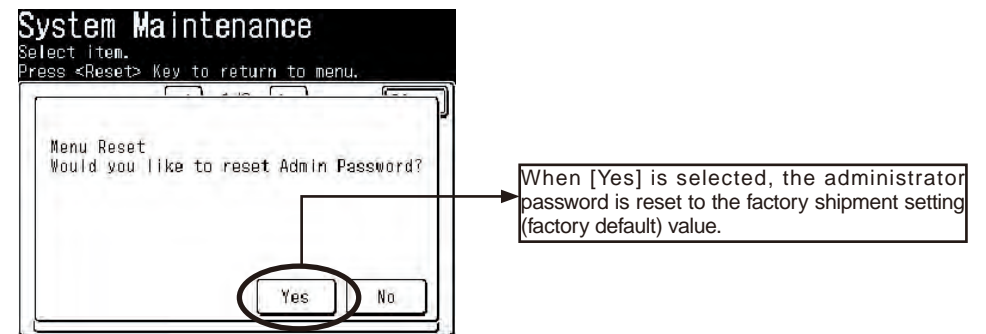 System Maintenance
Select item.
Press <Reset> Key to return to menu.
Menu Reset
Would you like to reset Admin Password?
Yes
No
When [Yes] is selected, the administrator
password is reset to the factory shipment setting
(factory default) value.